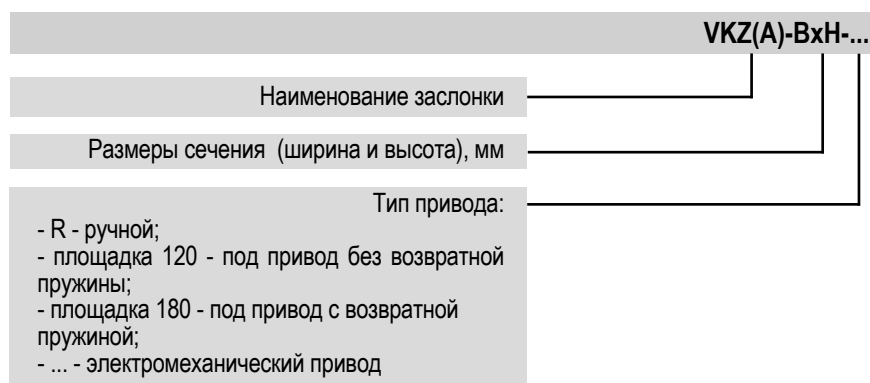 VKZ(A)-BxH-...
Наименование заслонки
Размеры сечения (ширина и высота), мм
Тип привода:
- R - ручной;
- площадка 120 - под привод без возвратной
пружины;
- площадка 180 - под привод с возвратной
пружиной;
- ... - электромеханический привод